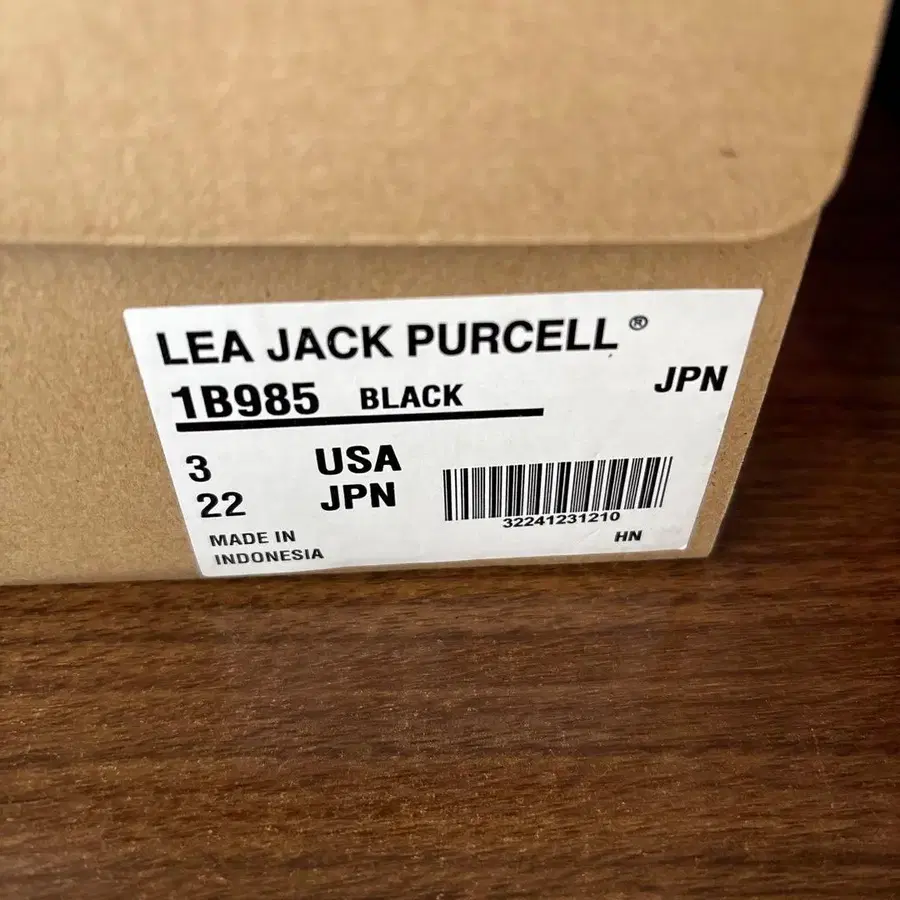 LEA JACK PURCELL®
1B985 BLACK JPN
3 USA
22 JPN
32241231210
MADE IN
INDONESIA
HN